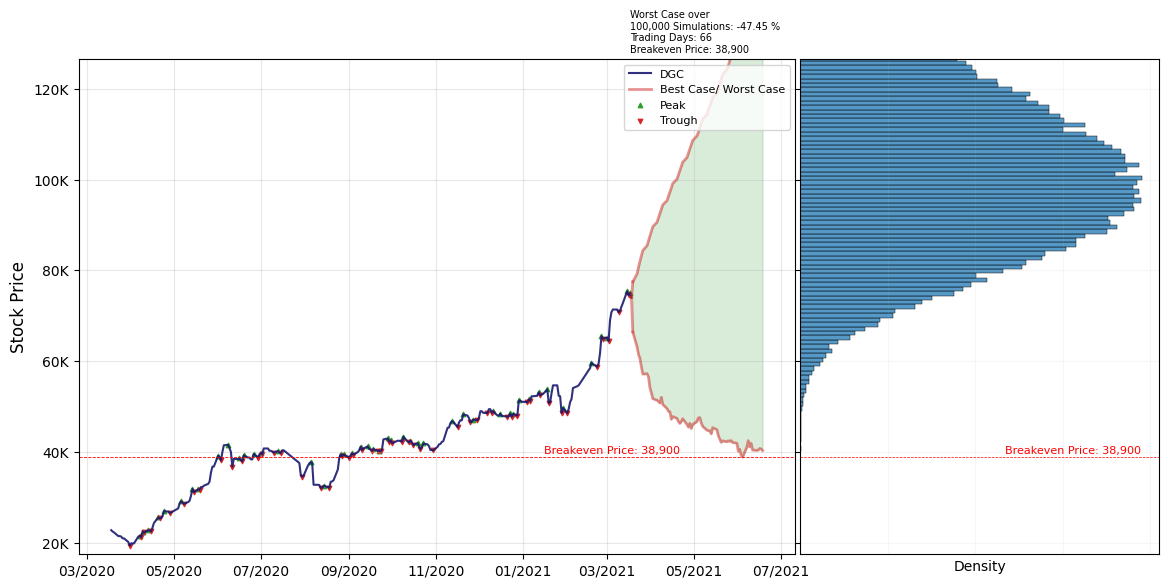 Worst Case over
100,000 Simulations: -47.45 %
Trading Days: 66
Breakeven Price: 38,900
DGC
Best Case/ Worst Case
Peak
Trough
Stock Price
120K
100K
80K
60K
40K
20K
Breakeven Price: 38,900
Breakeven Price: 38,900
03/2020
05/2020
07/2020
09/2020
11/2020
01/2021
03/2021
05/2021
07/2021
Density